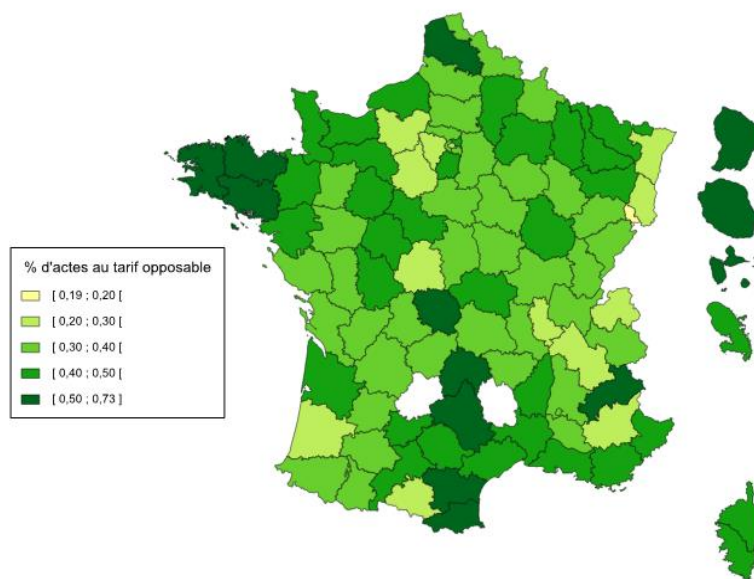 % d'actes au tarif opposable
[ 0,19 ; 0,20 [
[ 0,20 ; 0,30 [
[ 0,30 ; 0,40 [
[ 0,40 ; 0,50 [
[ 0,50 ; 0,73 ]